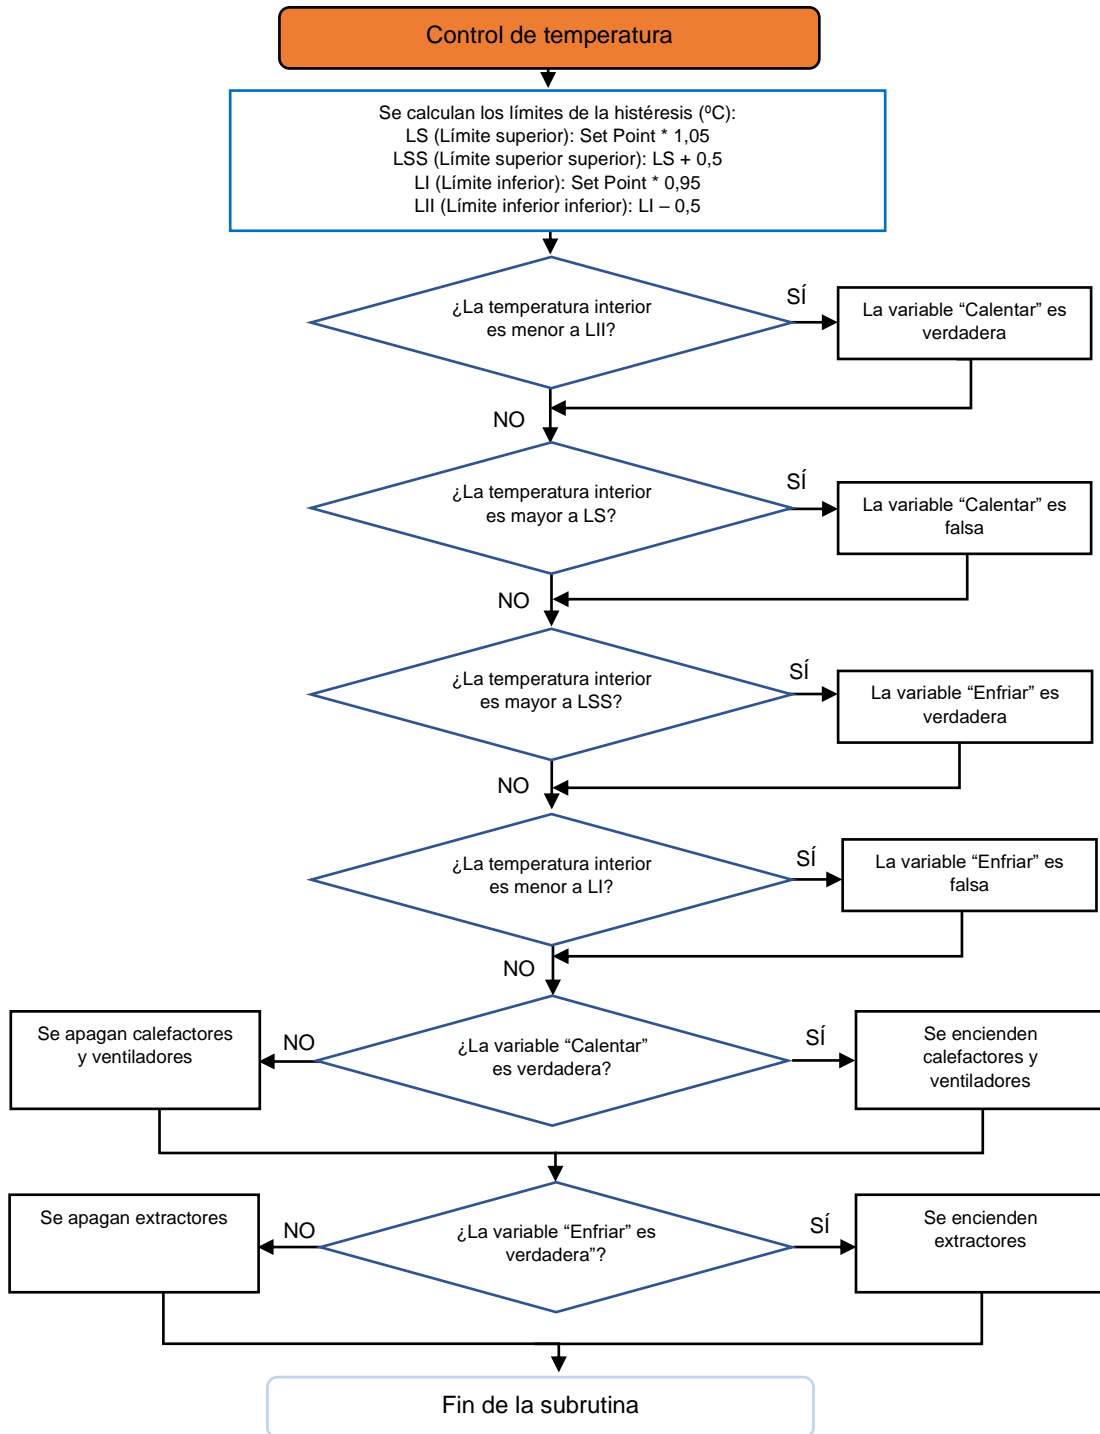 Control de temperatura
Se calculan los límites de la histéresis (ºC):
LS (Límite superior): Set Point * 1,05
LSS (Límite superior superior): LS + 0,5
LI (Límite inferior): Set Point * 0,95
LII (Límite inferior inferior): LI – 0,5
¿La temperatura interior
es menor a LII?
SÍ
La variable “Calentar” es
verdadera
NO
¿La temperatura interior
es mayor a LS?
SÍ
La variable “Calentar” es
falsa
NO
¿La temperatura interior
es mayor a LSS?
SÍ
La variable “Enfriar” es
verdadera
NO
¿La temperatura interior
es menor a LI?
SÍ
La variable “Enfriar” es
falsa
NO
Se apagan calefactores
y ventiladores
NO
¿La variable “Calentar”
es verdadera?
SÍ
Se encienden
calefactores y
ventiladores
Se apagan extractores
NO
¿La variable “Enfriar” es
verdadera”?
SÍ
Se encienden
extractores
Fin de la subrutina